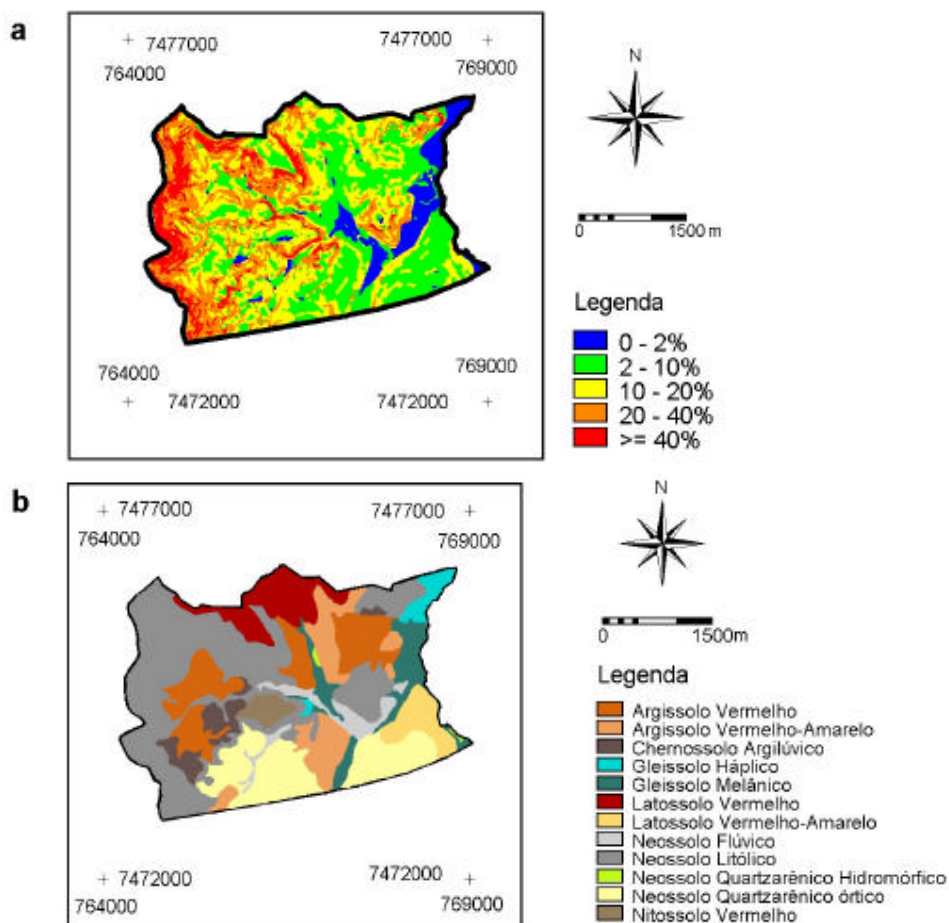 a
7477000 7477000
764000 769000
N
0 1500 m
Legenda
0 - 2%
2 - 10%
10 - 20%
20 - 40%
>= 40%
764000 769000
7472000 7472000
b
7477000 7477000
764000 769000
N
0 1500m
Legenda
Argissolo Vermelho
Argissolo Vermelho-Amarelo
Chernossolo Argilúvico
Gleissolo Háplico
Gleissolo Melânico
Latossolo Vermelho
Latossolo Vermelho-Amarelo
Neossolo Flúvico
Neossolo Litólico
Neossolo Quartzarênico Hidromórfico
Neossolo Quartzarênico órtico
Nitossolo Vermelho
7472000 7472000
764000 769000